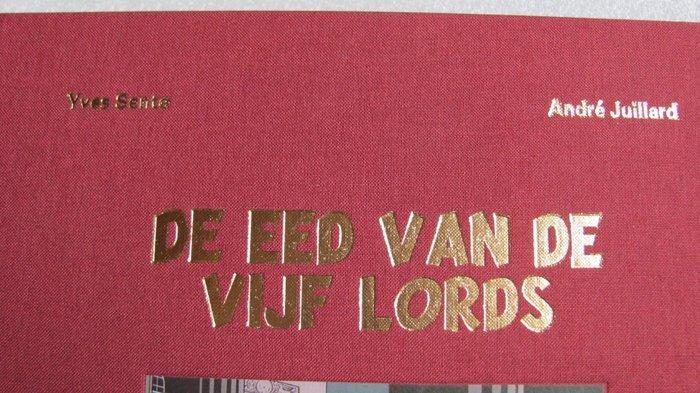 Yves Sente
André Juillard
DE EED VAN DE
VIJF LORDS